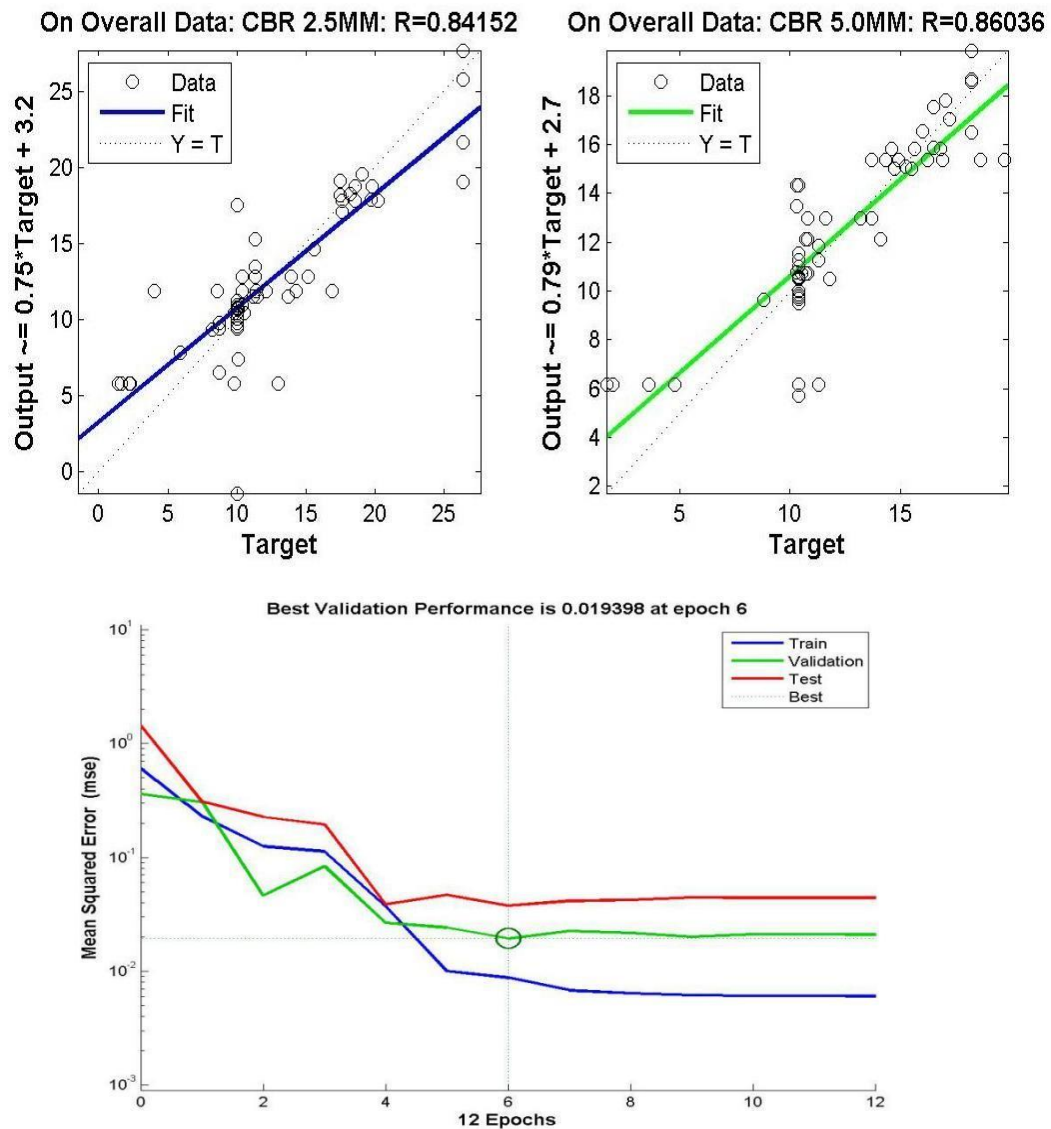 On Overall Data: CBR 2.5MM: R=0.84152
Output ~= 0.75*Target + 3.2
25
20
15
10
5
0
Data
Fit
Y = T
0 5 10 15 20 25
Target
On Overall Data: CBR 5.0MM: R=0.86036
Output ~= 0.79*Target + 2.7
18
16
14
12
10
8
6
4
2
Data
Fit
Y = T
5 10 15
Target
Best Validation Performance is 0.019398 at epoch 6
Mean Squared Error (mse)
10^1
10^0
10^-1
10^-2
10^-3
Train
Validation
Test
Best
0 2 4 6 8 10 12
12 Epochs